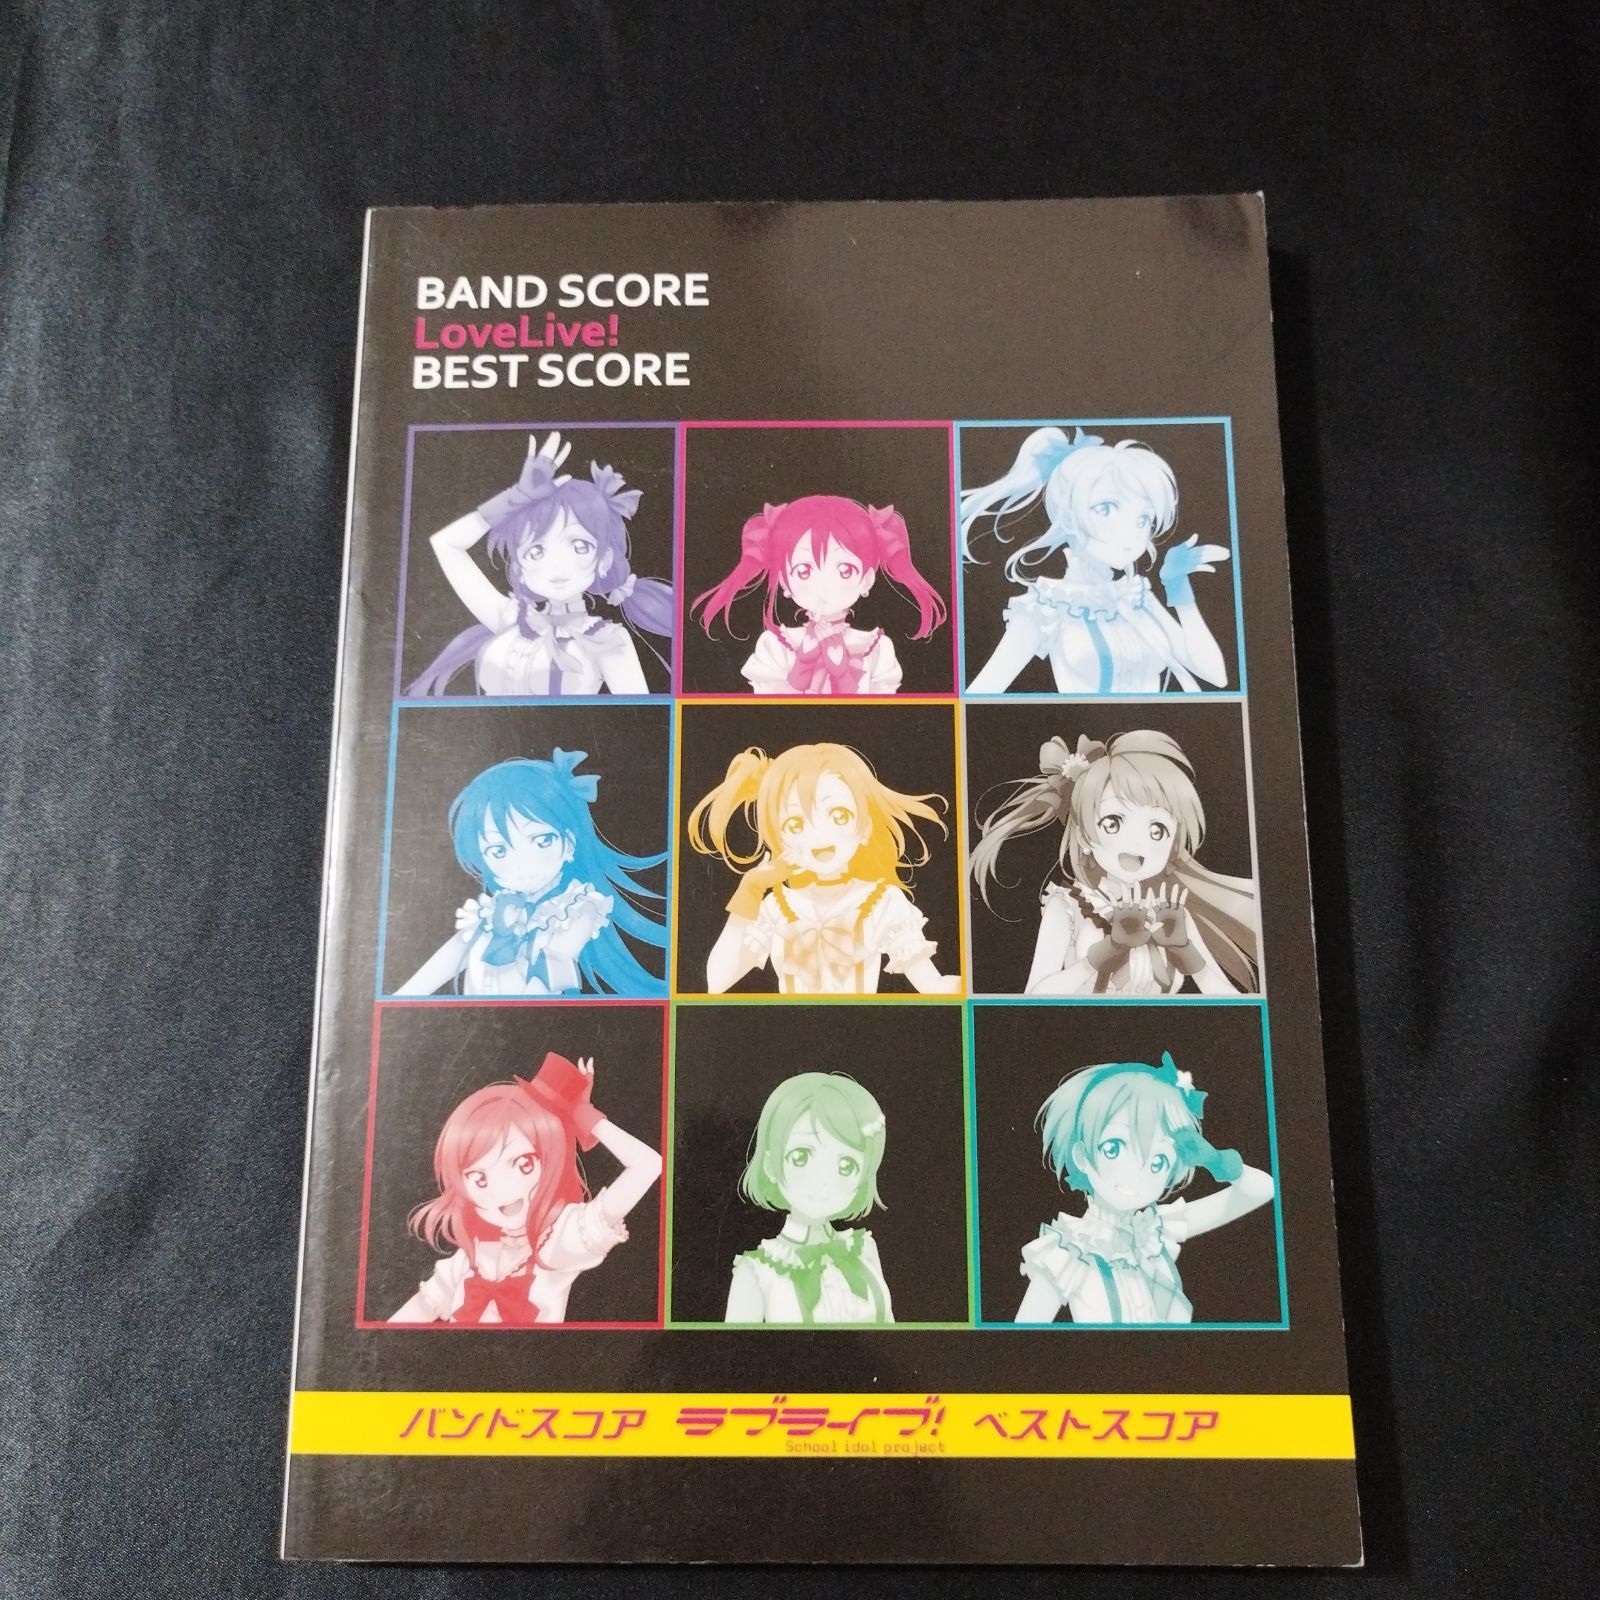 BAND SCORE
LoveLive!
BEST SCORE
バンドスコア ラブライブ! ベストスコア
School idol project